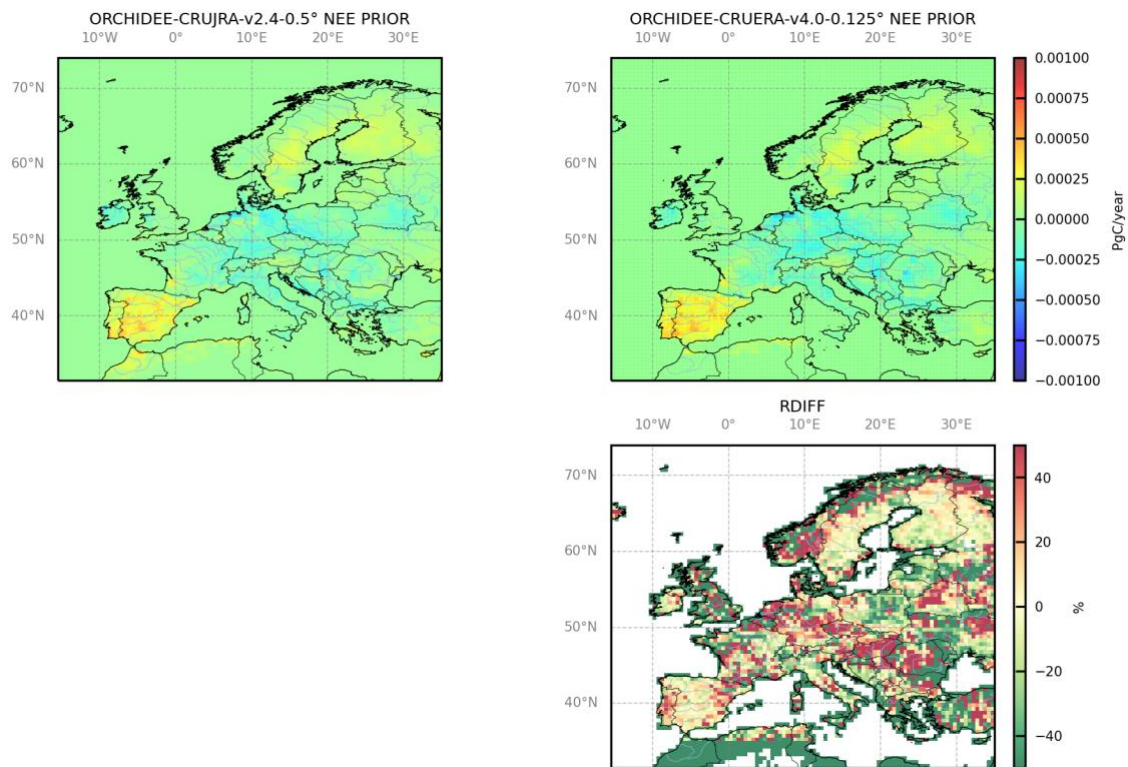 ORCHIDEE-CRUJRA-v2.4-0.5° NEE PRIOR
10°W 0° 10°E 20°E 30°E
70°N
60°N
50°N
40°N
ORCHIDEE-CRUERA-v4.0-0.125° NEE PRIOR
10°W 0° 10°E 20°E 30°E
70°N
60°N
50°N
40°N
0.00100
0.00075
0.00050
0.00025
0.00000
−0.00025
−0.00050
−0.00075
−0.00100
PgC/year
RDIFF
10°W 0° 10°E 20°E 30°E
70°N
60°N
50°N
40°N
40
20
0
−20
−40
%